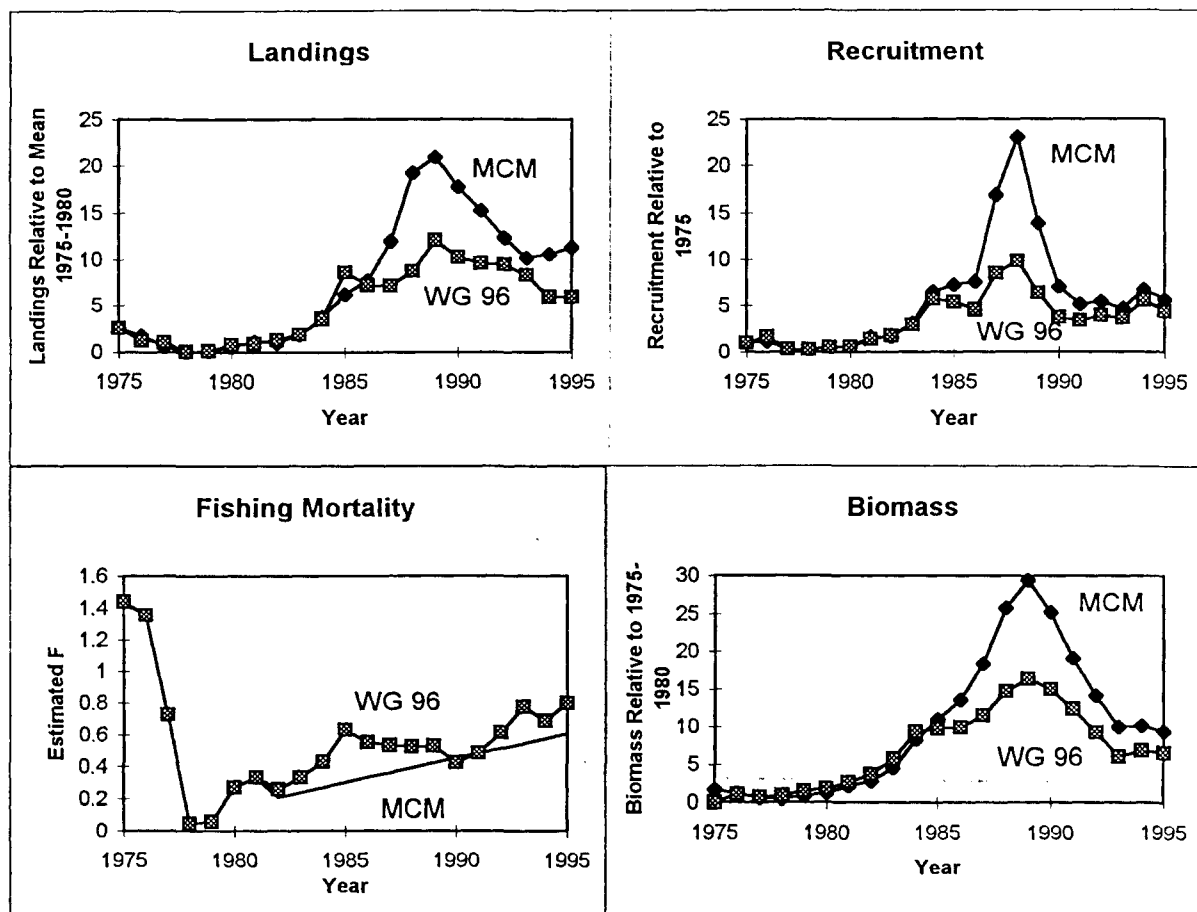 Landings
Landings Relative to Mean
1975-1980
25
20
15
10
5
0
MCM
WG 96
1975 1980 1985 1990 1995
Year
Recruitment
Recruitment Relative to
1975
25
20
15
10
5
0
MCM
WG 96
1975 1980 1985 1990 1995
Year
Fishing Mortality
Estimated F
1.6
1.4
1.2
1
0.8
0.6
0.4
0.2
0
WG 96
MCM
1975 1980 1985 1990 1995
Year
Biomass
Biomass Relative to 1975-
1980
30
25
20
15
10
5
0
MCM
WG 96
1975 1980 1985 1990 1995
Year